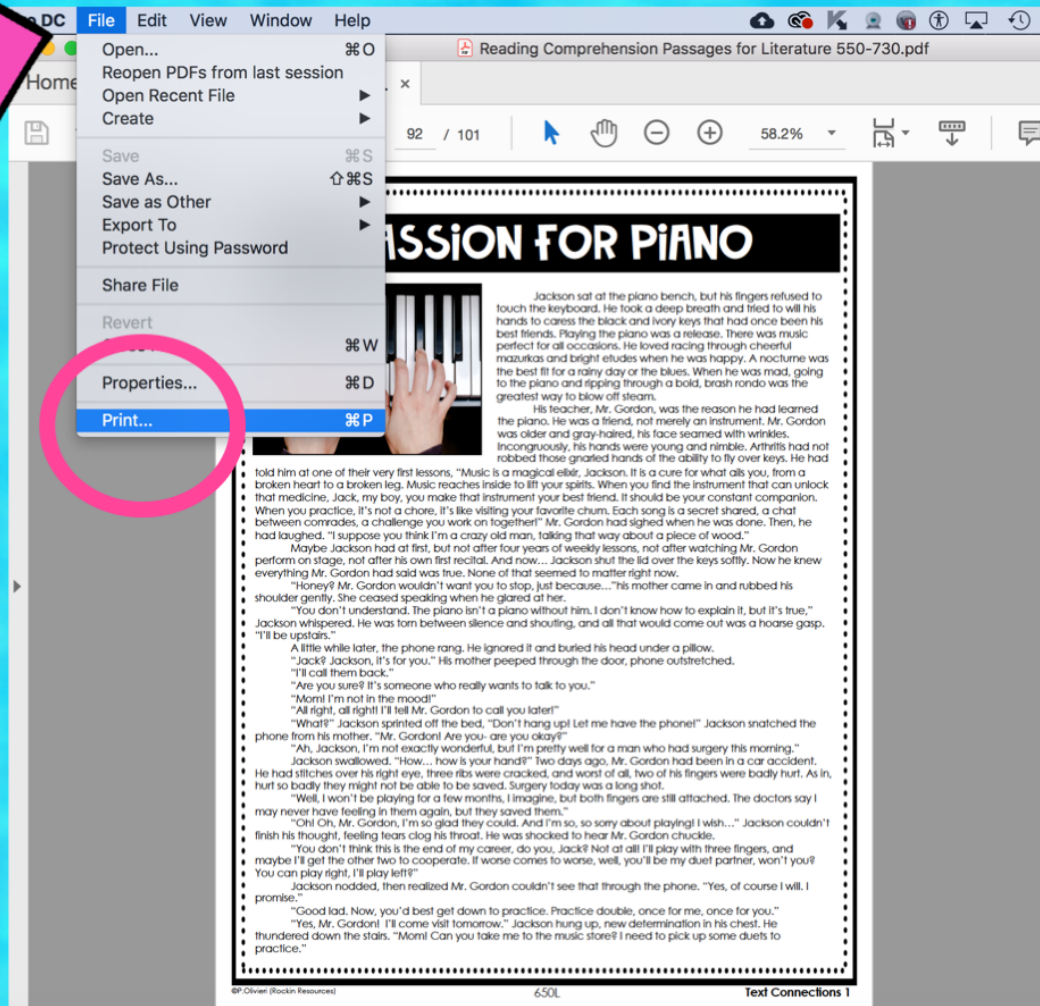 DC File Edit View Window Help
Open... ⌘O
Reopen PDFs from last session
Open Recent File ▶
Create ▶
Save ⌘S
Save As... ⇧⌘S
Save as Other ▶
Export To ▶
Protect Using Password
Share File
Revert
⌘W
Properties... ⌘D
Print... ⌘P
Reading Comprehension Passages for Literature 550-730.pdf
Home
92 / 101 58.2%
ASSION FOR PIANO
Jackson sat at the piano bench, but his fingers refused to
touch the keyboard. He took a deep breath and tried to will his
hands to caress the black and ivory keys that had once been his
best friends. Playing the piano was a release. There was music
perfect for all occasions. He loved racing through cheerful
mazurkas and bright etudes when he was happy. A nocturne was
the best fit for a rainy day or the blues. When he was mad, going
to the piano and ripping through a bold, brash rondo was the
greatest way to blow off steam.
His teacher, Mr. Gordon, was the reason he had learned
the piano. He was a friend, not merely an instrument. Mr. Gordon
was older and gray-haired, his face seamed with wrinkles.
Incongruously, his hands were young and nimble. Arthritis had not
robbed those gnarled hands of the ability to fly over keys. He had
told him at one of their very first lessons, "Music is a magical elixir, Jackson. It is a cure for what ails you, from a
broken heart to a broken leg. Music reaches inside to lift your spirits. When you find the instrument that can unlock
that medicine, Jack, my boy, you make that instrument your best friend. It should be your constant companion.
When you practice, it's not a chore, it's like visiting your favorite chum. Each song is a secret shared, a chat
between comrades, a challenge you work on together!" Mr. Gordon had sighed when he was done. Then, he
had laughed. "I suppose you think I'm a crazy old man, talking that way about a piece of wood."
Maybe Jackson had at first, but not after four years of weekly lessons, not after watching Mr. Gordon
perform on stage, not after his own first recital. And now... Jackson shut the lid over the keys softly. Now he knew
everything Mr. Gordon had said was true. None of that seemed to matter right now.
"Honey? Mr. Gordon wouldn't want you to stop, just because..."his mother came in and rubbed his
shoulder gently. She ceased speaking when he glared at her.
"You don't understand. The piano isn't a piano without him. I don't know how to explain it, but it's true,"
Jackson whispered. He was torn between silence and shouting, and all that would come out was a hoarse gasp.
"I'll be upstairs."
A little while later, the phone rang. He ignored it and buried his head under a pillow.
"Jack? Jackson, it's for you." His mother peeped through the door, phone outstretched.
"I'll call them back."
"Are you sure? It's someone who really wants to talk to you."
"Mom! I'm not in the mood!"
"All right, all right! I'll tell Mr. Gordon to call you later!"
"What?" Jackson sprinted off the bed, "Don't hang up! Let me have the phone!" Jackson snatched the
phone from his mother. "Mr. Gordon! Are you- are you okay?"
"Ah, Jackson, I'm not exactly wonderful, but I'm pretty well for a man who had surgery this morning."
Jackson swallowed. "How... how is your hand?" Two days ago, Mr. Gordon had been in a car accident.
He had stitches over his right eye, three ribs were cracked, and worst of all, two of his fingers were badly hurt. As in,
hurt so badly they might not be able to be saved. Surgery today was a long shot.
"Well, I won't be playing for a few months, I imagine, but both fingers are still attached. The doctors say I
may never have feeling in them again, but they saved them."
"Oh! Oh, Mr. Gordon, I'm so glad they could. And I'm so, so sorry about playing! I wish..." Jackson couldn't
finish his thought, feeling tears clog his throat. He was shocked to hear Mr. Gordon chuckle.
"You don't think this is the end of my career, do you, Jack? Not at all! I'll play with three fingers, and
maybe I'll get the other two to cooperate. If worse comes to worse, well, you'll be my duet partner, won't you?
You can play right, I'll play left?"
Jackson nodded, then realized Mr. Gordon couldn't see that through the phone. "Yes, of course I will. I
promise."
"Good lad. Now, you'd best get down to practice. Practice double, once for me, once for you."
"Yes, Mr. Gordon! I'll come visit tomorrow." Jackson hung up, new determination in his chest. He
thundered down the stairs. "Mom! Can you take me to the music store? I need to pick up some duets to
practice."
©P.Olivieri (Rockin Resources) 650L Text Connections 1